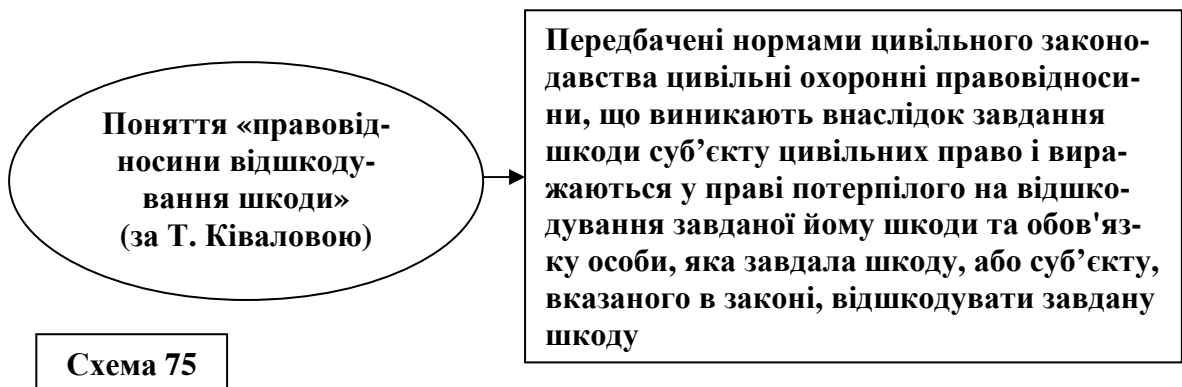 Поняття «правовід-
носини відшкоду-
вання шкоди»
(за Т. Ківаловою)
Передбачені нормами цивільного законо-
давства цивільні охоронні правовідноси-
ни, що виникають внаслідок завдання
шкоди суб’єкту цивільних право і вира-
жаються у праві потерпілого на відшко-
дування завданої йому шкоди та обов'яз-
ку особи, яка завдала шкоду, або суб’єкту,
вказаного в законі, відшкодувати завдану
шкоду
Схема 75